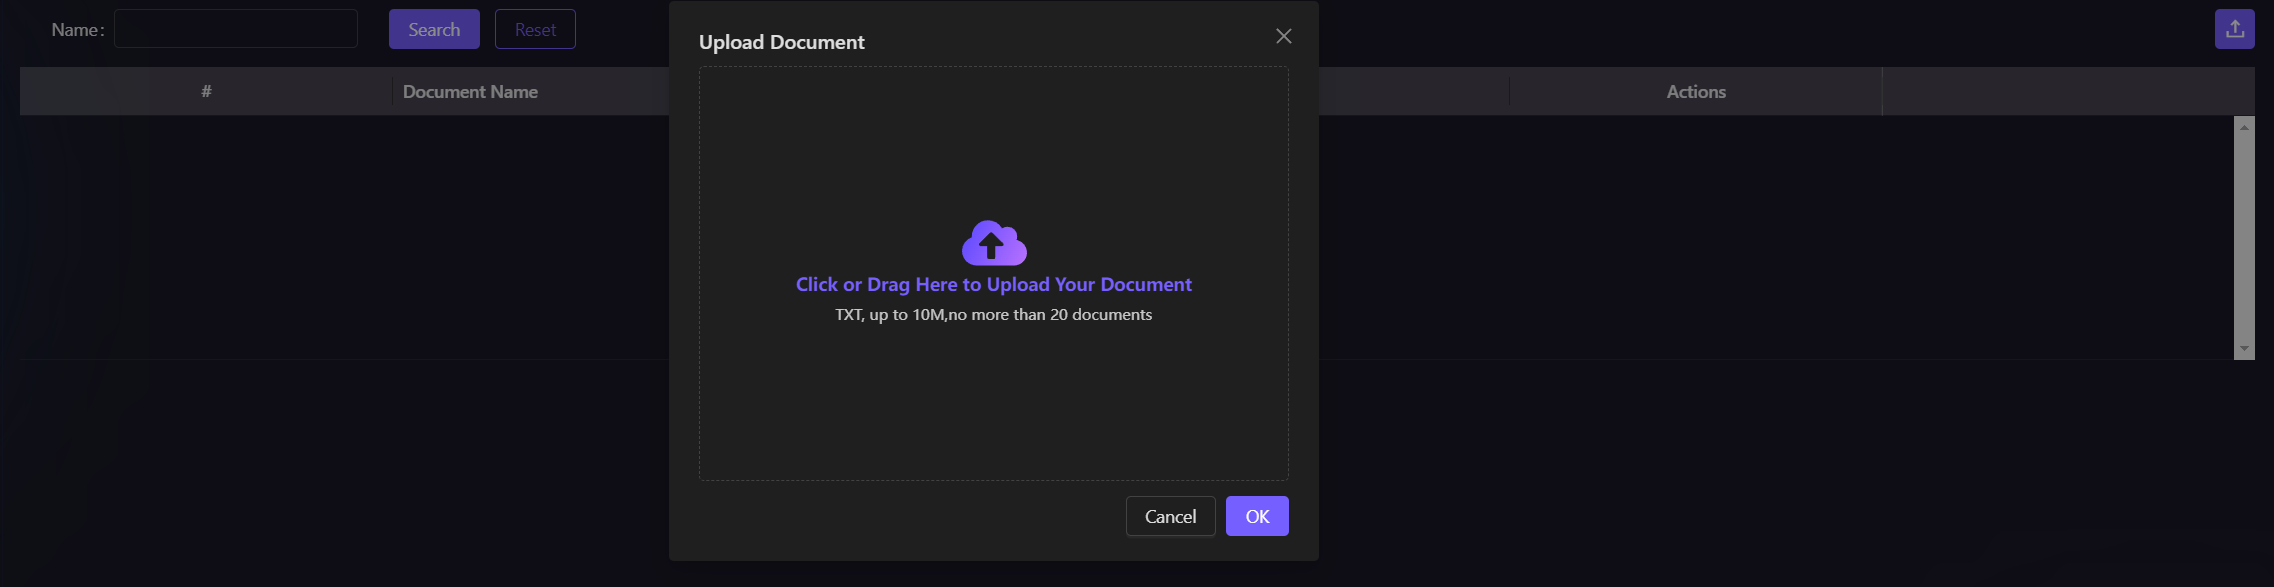 Name:
Search
Reset
#
Document Name
Actions
Upload Document
Click or Drag Here to Upload Your Document
TXT, up to 10M,no more than 20 documents
Cancel
OK